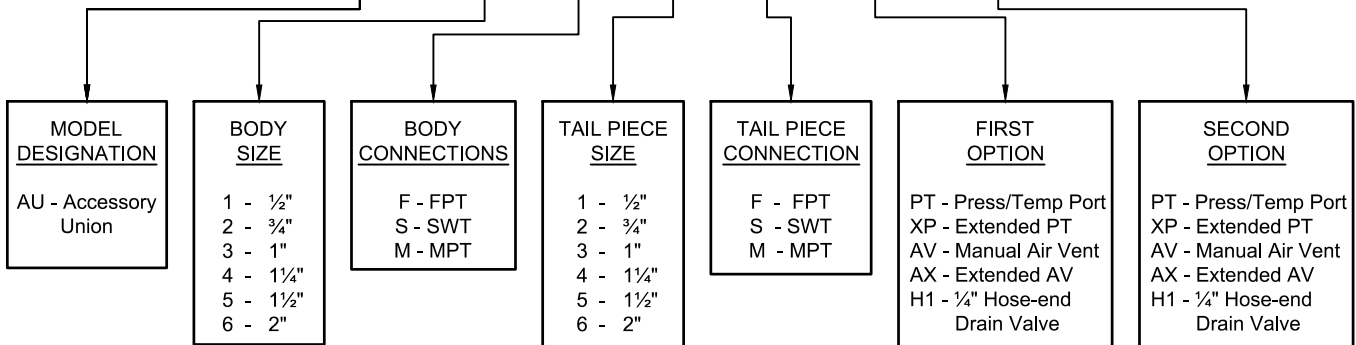 MODEL
DESIGNATION
AU - Accessory
Union
BODY
SIZE
1 - ½"
2 - ¾"
3 - 1"
4 - 1¼"
5 - 1½"
6 - 2"
BODY
CONNECTIONS
F - FPT
S - SWT
M - MPT
TAIL PIECE
SIZE
1 - ½"
2 - ¾"
3 - 1"
4 - 1¼"
5 - 1½"
6 - 2"
TAIL PIECE
CONNECTION
F - FPT
S - SWT
M - MPT
FIRST
OPTION
PT - Press/Temp Port
XP - Extended PT
AV - Manual Air Vent
AX - Extended AV
H1 - ¼" Hose-end
Drain Valve
SECOND
OPTION
PT - Press/Temp Port
XP - Extended PT
AV - Manual Air Vent
AX - Extended AV
H1 - ¼" Hose-end
Drain Valve